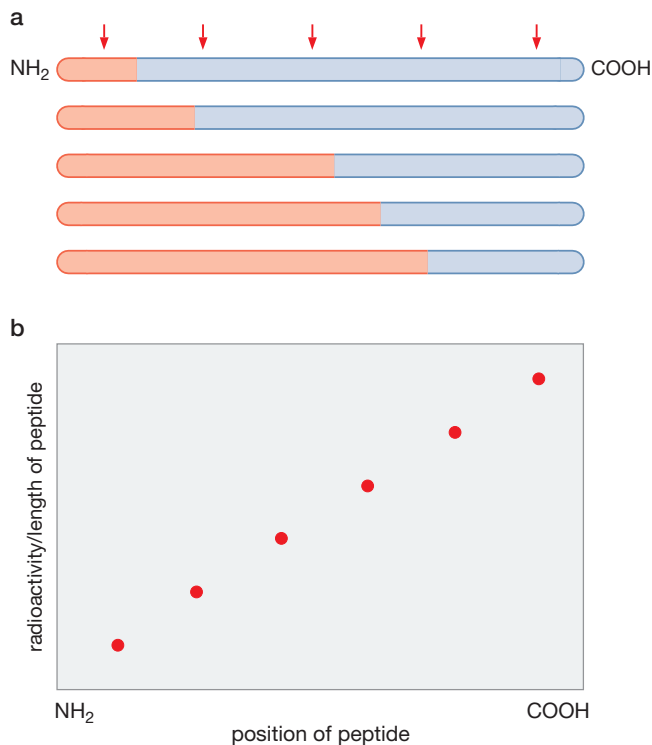 a
NH₂ COOH
b
radioactivity/length of peptide
NH₂ COOH
position of peptide